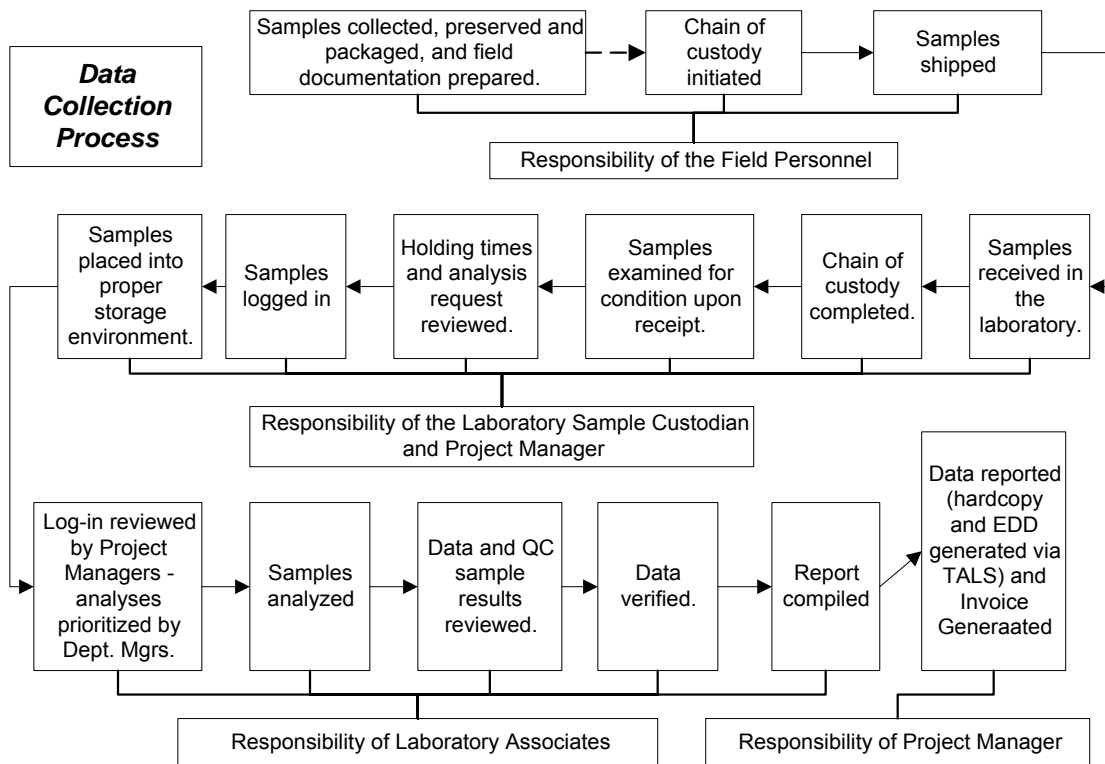 Data
Collection
Process
Samples collected, preserved and
packaged, and field
documentation prepared.
Chain of
custody
initiated
Samples
shipped
Responsibility of the Field Personnel
Samples
received in
the
laboratory.
Chain of
custody
completed.
Samples
examined for
condition upon
receipt.
Holding times
and analysis
request
reviewed.
Samples
logged in
Samples
placed into
proper
storage
environment.
Responsibility of the Laboratory Sample Custodian
and Project Manager
Log-in reviewed
by Project
Managers -
analyses
prioritized by
Dept. Mgrs.
Samples
analyzed
Data and QC
sample
results
reviewed.
Data
verified.
Report
compiled
Data reported
(hardcopy
and EDD
generated via
TALS) and
Invoice
Generaated
Responsibility of Laboratory Associates
Responsibility of Project Manager